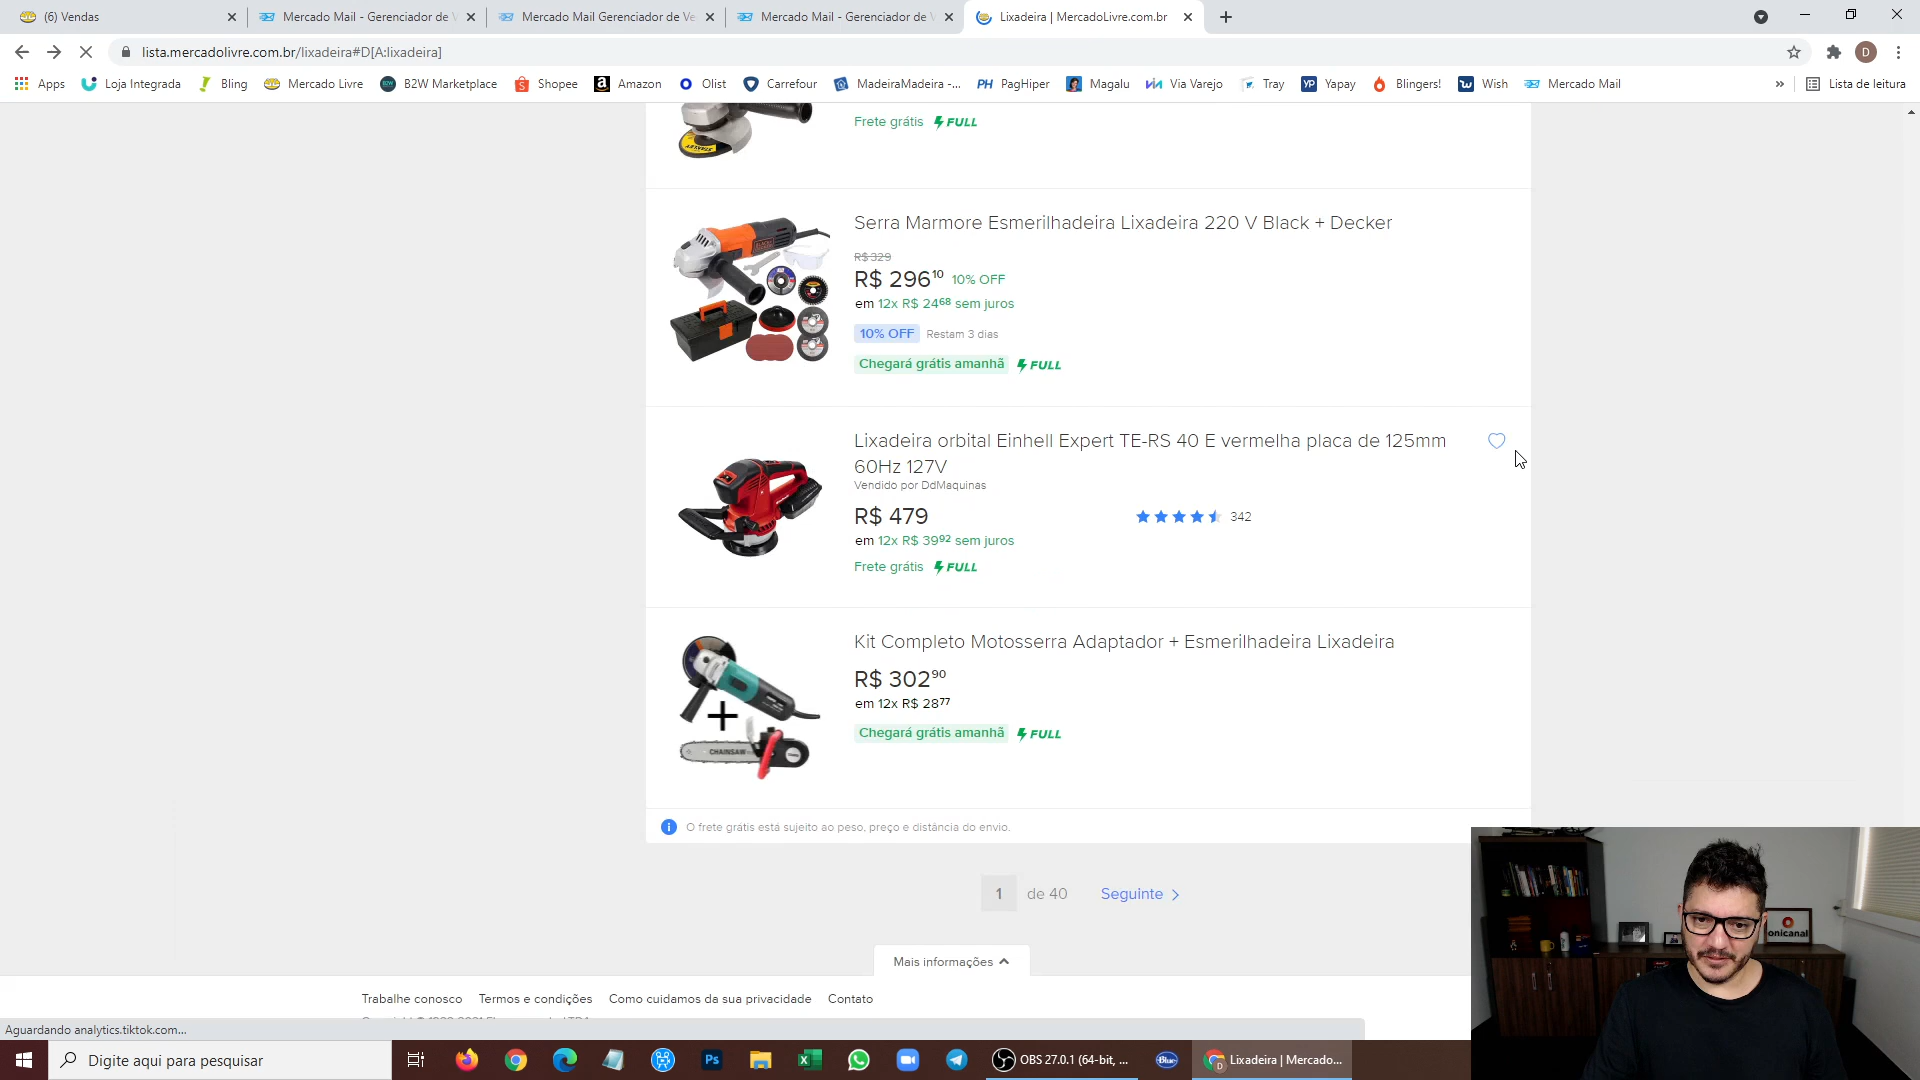 (6) Vendas
Mercado Mail - Gerenciador de V
Mercado Mail Gerenciador de Ve
Mercado Mail - Gerenciador de V
Lixadeira | MercadoLivre.com.br
lista.mercadolivre.com.br/lixadeira#D[A:lixadeira]
D
Apps
Loja Integrada
Bling
Mercado Livre
B2W Marketplace
Shopee
Amazon
Olist
Carrefour
MadeiraMadeira -...
PH PagHiper
Magalu
Via Varejo
Tray
YP Yapay
Blingers!
Wish
Mercado Mail
»
Lista de leitura
Frete grátis FULL
Serra Marmore Esmerilhadeira Lixadeira 220 V Black + Decker
R$ 329
R$ 296 10 10% OFF
em 12x R$ 24 68 sem juros
10% OFF Restam 3 dias
Chegará grátis amanhã FULL
Lixadeira orbital Einhell Expert TE-RS 40 E vermelha placa de 125mm
60Hz 127V
Vendido por DdMaquinas
R$ 479
342
em 12x R$ 39 92 sem juros
Frete grátis FULL
CHAINSAW
Kit Completo Motosserra Adaptador + Esmerilhadeira Lixadeira
R$ 302 90
em 12x R$ 28 77
Chegará grátis amanhã FULL
O frete grátis está sujeito ao peso, preço e distância do envio.
1 de 40 Seguinte
Mais informações
Trabalhe conosco Termos e condições Como cuidamos da sua privacidade Contato
onicanal
Aguardando analytics.tiktok.com...
Digite aqui para pesquisar
Ps
OBS 27.0.1 (64-bit, ...
Blue
Lixadeira | Mercado...